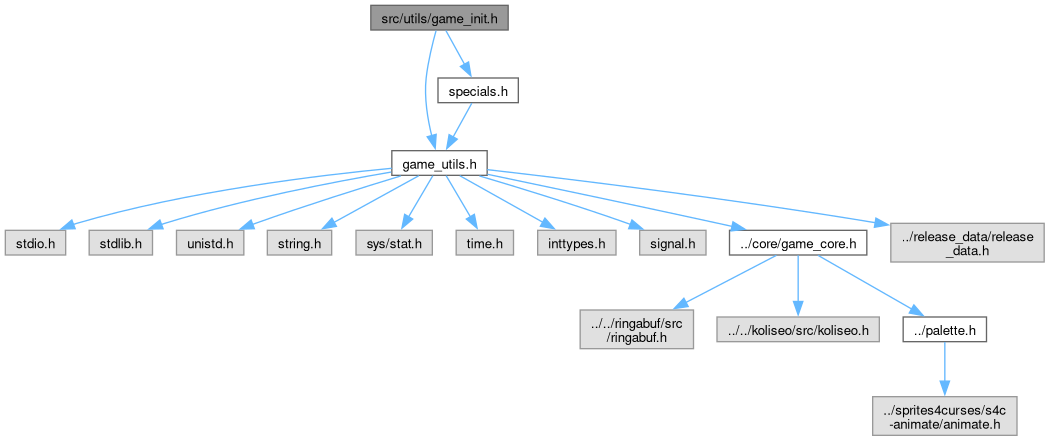 src/utils/game_init.h
specials.h
game_utils.h
stdio.h
stdlib.h
unistd.h
string.h
sys/stat.h
time.h
inttypes.h
signal.h
../core/game_core.h
../release_data/release
_data.h
../../ringabuf/src
/ringabuf.h
../../koliseo/src/koliseo.h
../palette.h
../sprites4curses/s4c
-animate/animate.h